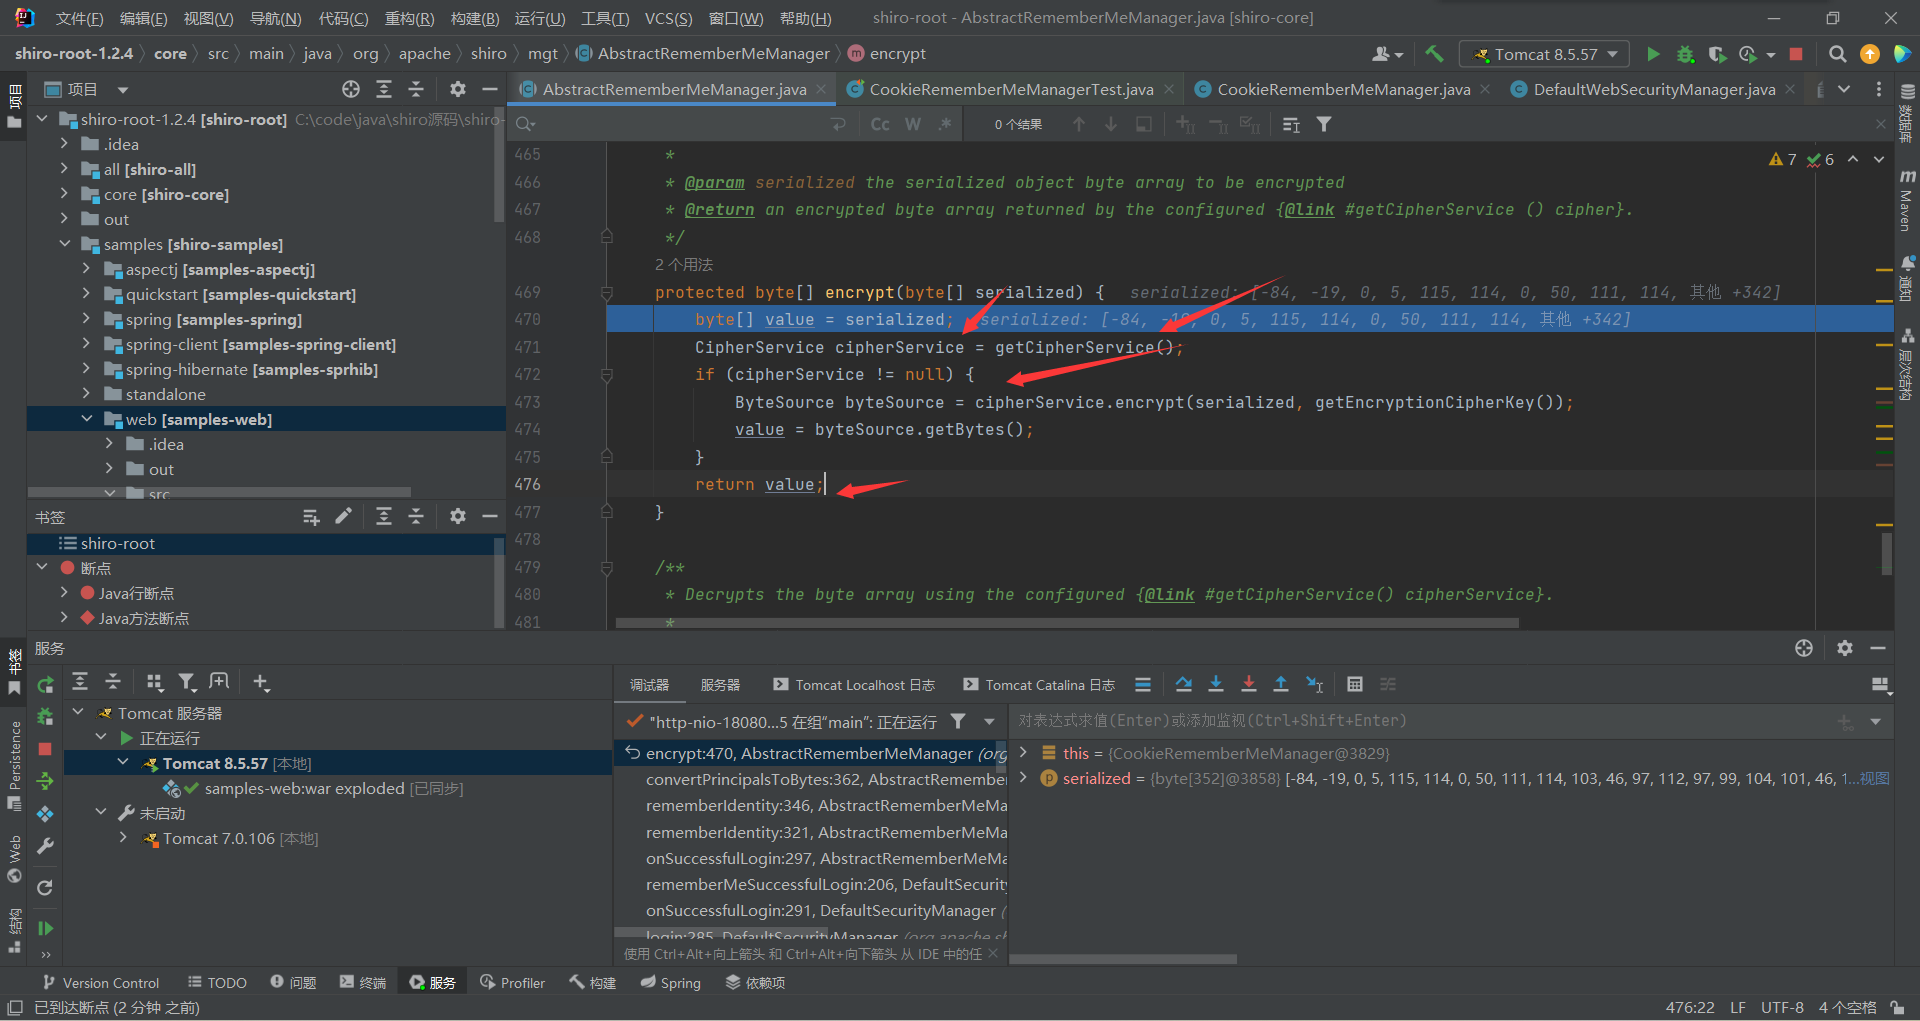 文件(F) 编辑(E) 视图(V) 导航(N) 代码(C) 重构(R) 构建(B) 运行(U) 工具(T) VCS(S) 窗口(W) 帮助(H) shiro-root - AbstractRememberMeManager.java [shiro-core]
shiro-root-1.2.4 core src main java org apache shiro mgt AbstractRememberMeManager encrypt Tomcat 8.5.57
项目
AbstractRememberMeManager.java CookieRememberMeManagerTest.java CookieRememberMeManager.java DefaultWebSecurityManager.java
Cc W .* 0 个结果
7 6
项目
shiro-root-1.2.4 [shiro-root] C:\code\java\shiro源码\shiro-
.idea
all [shiro-all]
core [shiro-core]
out
samples [shiro-samples]
aspectj [samples-aspectj]
quickstart [samples-quickstart]
spring [samples-spring]
spring-client [samples-spring-client]
spring-hibernate [samples-sprhib]
standalone
web [samples-web]
.idea
out
src
465 *
466 * @param serialized the serialized object byte array to be encrypted
467 * @return an encrypted byte array returned by the configured {@link #getCipherService () cipher}.
468 */
2 个用法
469 protected byte[] encrypt(byte[] serialized) { serialized: [-84, -19, 0, 5, 115, 114, 0, 50, 111, 114, 其他 +342]
470 byte[] value = serialized; serialized: [-84, -19, 0, 5, 115, 114, 0, 50, 111, 114, 其他 +342]
471 CipherService cipherService = getCipherService();
472 if (cipherService != null) {
473 ByteSource byteSource = cipherService.encrypt(serialized, getEncryptionCipherKey());
474 value = byteSource.getBytes();
475 }
476 return value;
477 }
478
479 /**
480 * Decrypts the byte array using the configured {@link #getCipherService() cipherService}.
481 *
数据库
Maven
通知
层次结构
书签
shiro-root
断点
Java行断点
Java方法断点
书签
Persistence
Web
结构
服务
Tomcat 服务器
正在运行
Tomcat 8.5.57 [本地]
samples-web:war exploded [已同步]
未启动
Tomcat 7.0.106 [本地]
调试器 服务器 Tomcat Localhost 日志 Tomcat Catalina 日志
"http-nio-18080...5 在组"main": 正在运行
encrypt:470, AbstractRememberMeManager (org
convertPrincipalsToBytes:362, AbstractRemember
rememberIdentity:346, AbstractRememberMeMa
rememberIdentity:321, AbstractRememberMeMa
onSuccessfulLogin:297, AbstractRememberMeMa
rememberMeSuccessfulLogin:206, DefaultSecurity
onSuccessfulLogin:291, DefaultSecurityManager (
login:285, DefaultSecurityManager (org.apache.sh
使用 Ctrl+Alt+向上箭头 和 Ctrl+Alt+向下箭头 从 IDE 中的任
对表达式求值(Enter)或添加监视(Ctrl+Shift+Enter)
this = {CookieRememberMeManager@3829}
serialized = {byte[352]@3858} [-84, -19, 0, 5, 115, 114, 0, 50, 111, 114, 103, 46, 97, 112, 97, 99, 104, 101, 46, 1...视图
Version Control TODO 问题 终端 服务 Profiler 构建 Spring 依赖项
已到达断点 (2 分钟 之前) 476:22 LF UTF-8 4 个空格